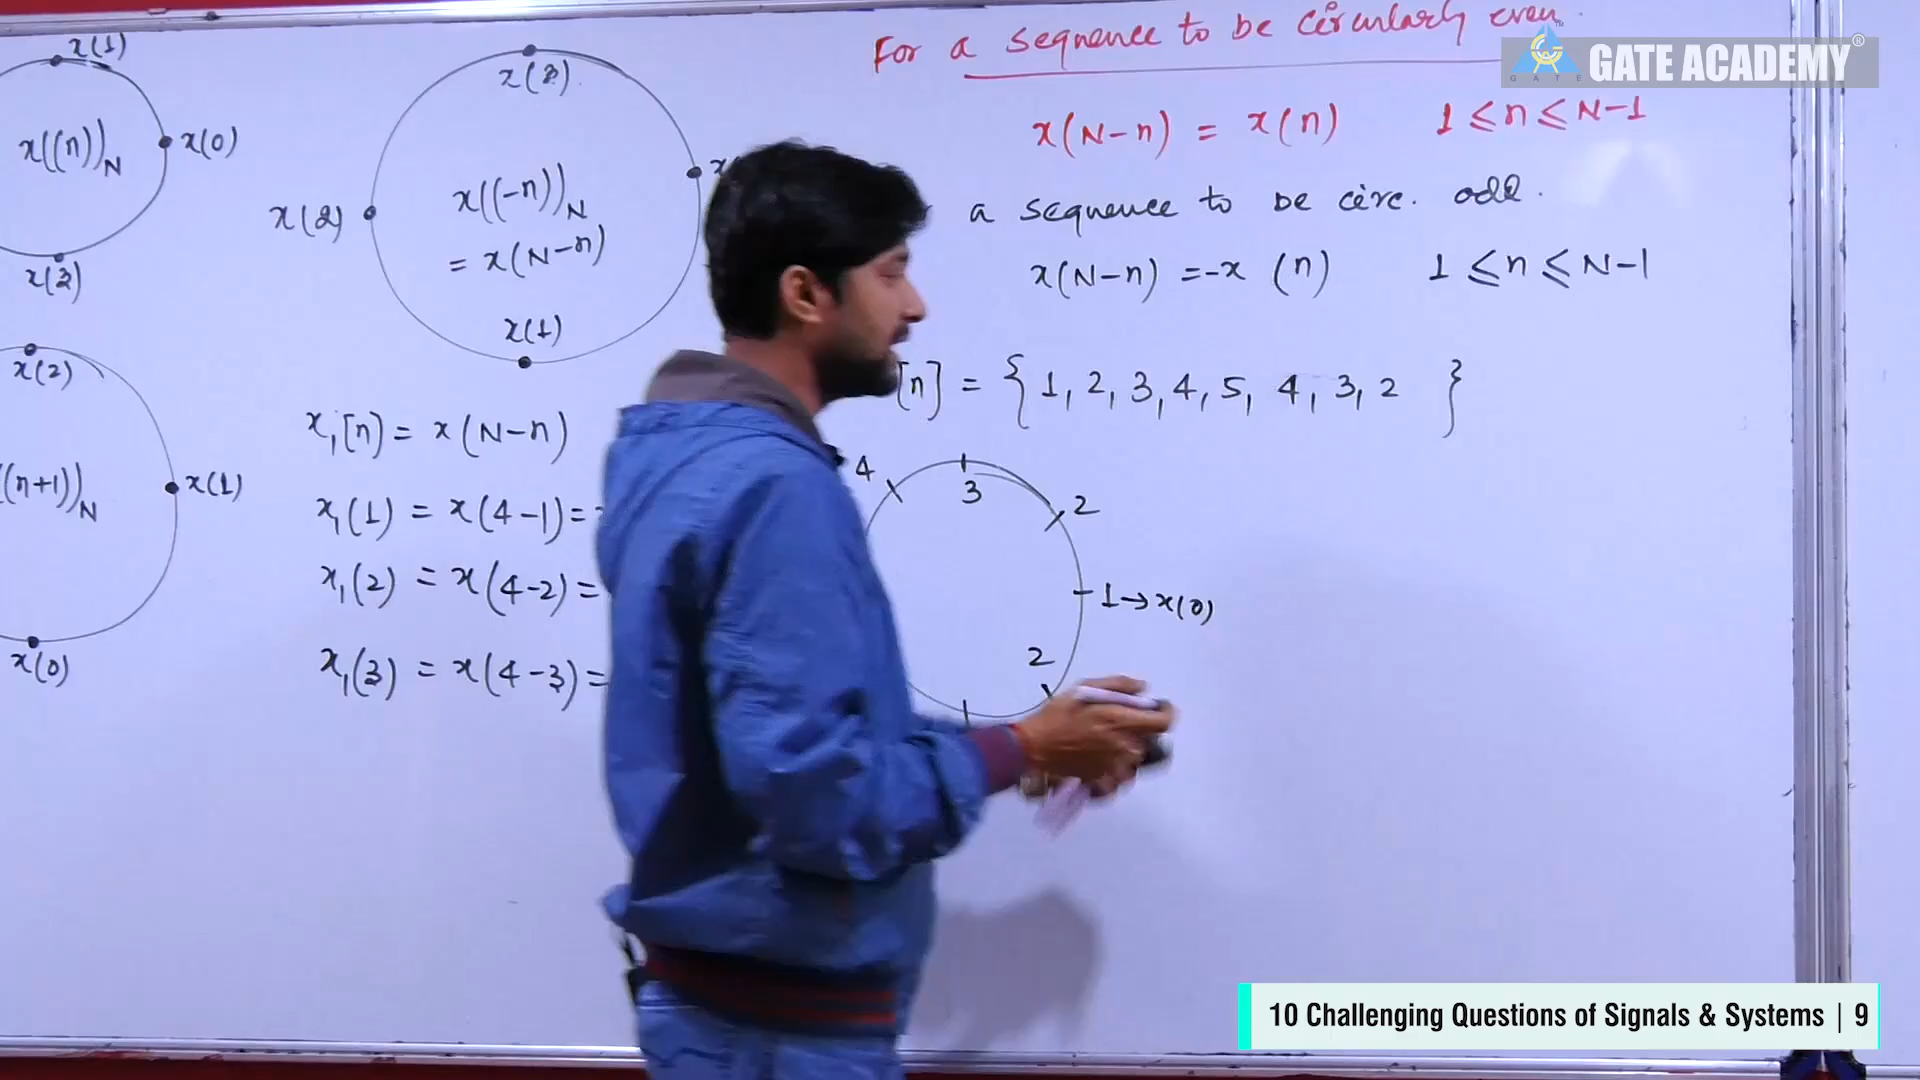 x(1)
x((n))N
x(0)
x(3)
x(2)
((n+1))N
x(1)
x(0)
x(3)
x(2)
x((-n))N
= x(N-n)
x(1)
x₁[n] = x(N-n)
x₁(1) = x(4-1) =
x₁(2) = x(4-2) =
x₁(3) = x(4-3) =
For a sequence to be circularly even.
x(N-n) = x(n) 1 ≤ n ≤ N-1
a sequence to be circ. odd.
x(N-n) = -x (n) 1 ≤ n ≤ N-1
[n] = { 1, 2, 3, 4, 5, 4, 3, 2 }
4
3
2
1 → x(0)
2
GATE
GATE ACADEMY®
10 Challenging Questions of Signals & Systems | 9